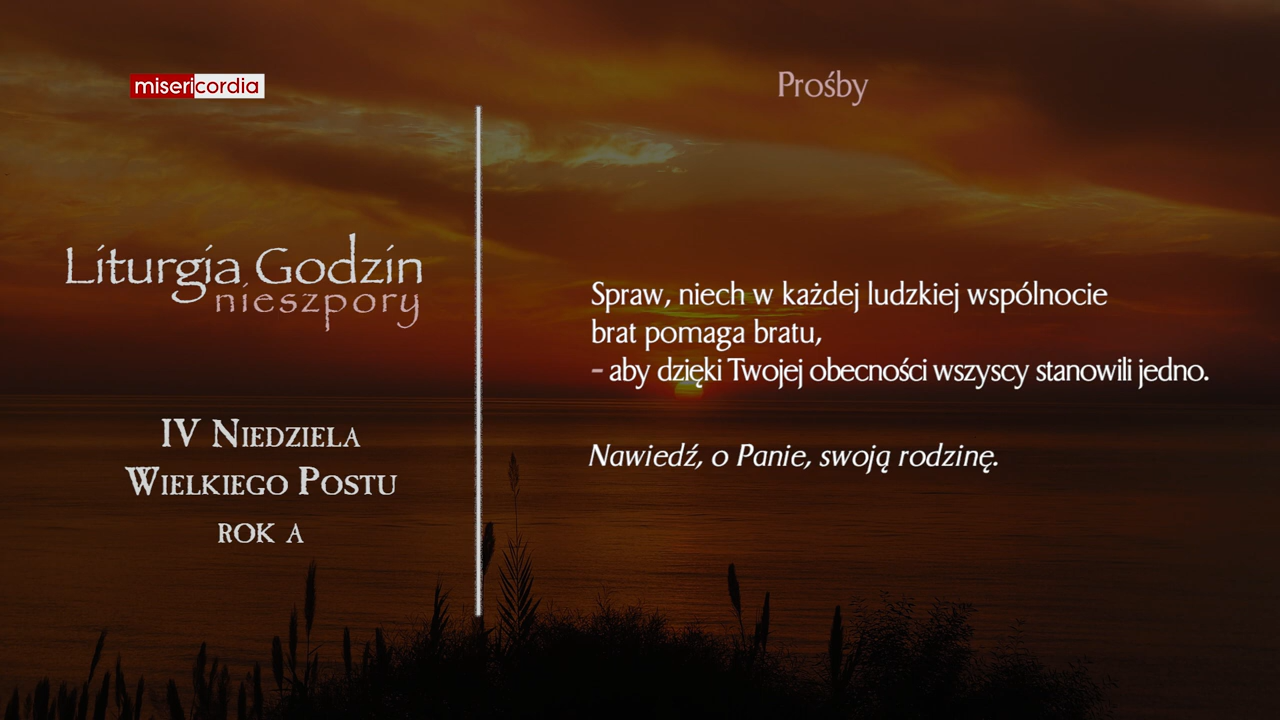 misericordia
Liturgia Godzin
nieszpory
IV Niedziela
Wielkiego Postu
rok a
Prośby
Spraw, niech w każdej ludzkiej wspólnocie
brat pomaga bratu,
- aby dzięki Twojej obecności wszyscy stanowili jedno.
Nawiedź, o Panie, swoją rodzinę.